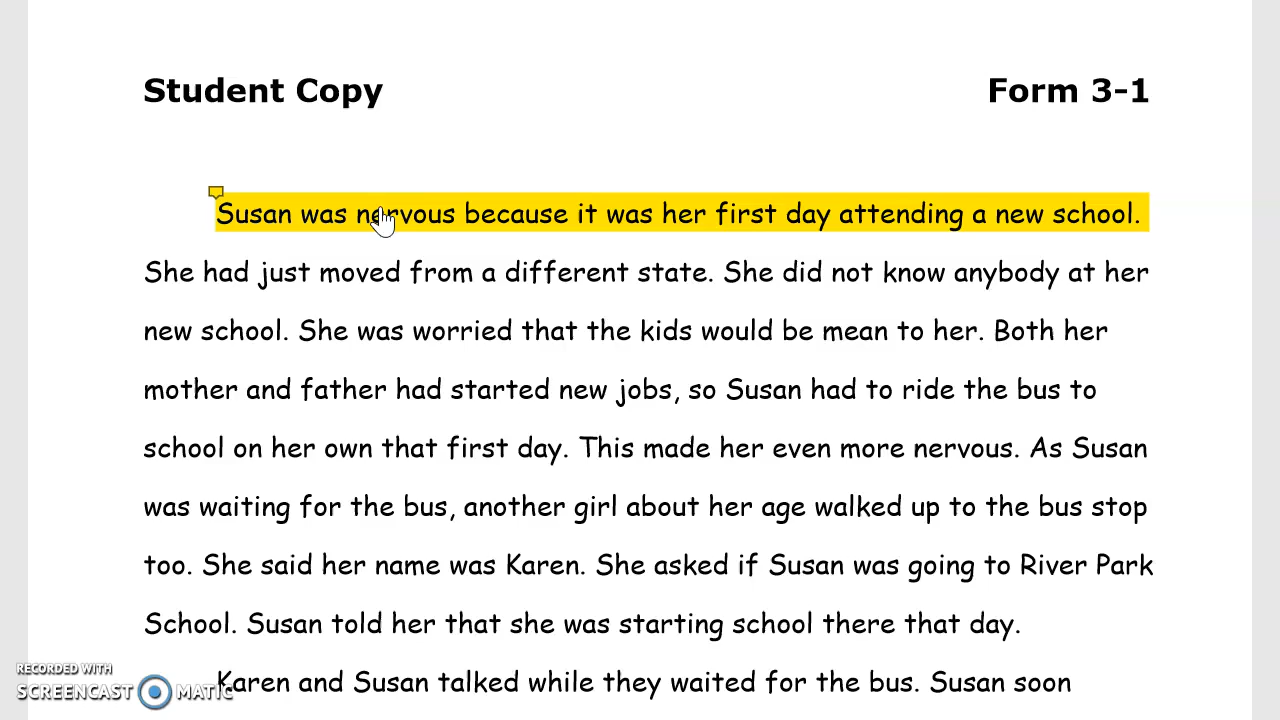 Student Copy Form 3-1
Susan was nervous because it was her first day attending a new school.
She had just moved from a different state. She did not know anybody at her
new school. She was worried that the kids would be mean to her. Both her
mother and father had started new jobs, so Susan had to ride the bus to
school on her own that first day. This made her even more nervous. As Susan
was waiting for the bus, another girl about her age walked up to the bus stop
too. She said her name was Karen. She asked if Susan was going to River Park
School. Susan told her that she was starting school there that day.
Karen and Susan talked while they waited for the bus. Susan soon
RECORDED WITH
SCREENCAST MATIC